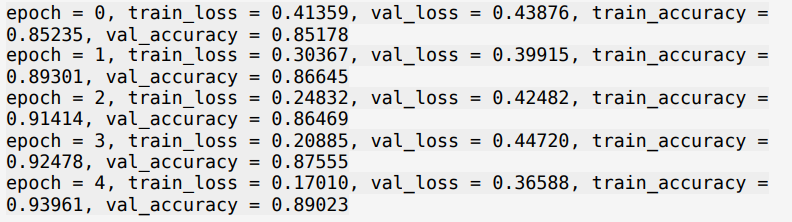 epoch = 0, train_loss = 0.41359, val_loss = 0.43876, train_accuracy =
0.85235, val_accuracy = 0.85178
epoch = 1, train_loss = 0.30367, val_loss = 0.39915, train_accuracy =
0.89301, val_accuracy = 0.86645
epoch = 2, train_loss = 0.24832, val_loss = 0.42482, train_accuracy =
0.91414, val_accuracy = 0.86469
epoch = 3, train_loss = 0.20885, val_loss = 0.44720, train_accuracy =
0.92478, val_accuracy = 0.87555
epoch = 4, train_loss = 0.17010, val_loss = 0.36588, train_accuracy =
0.93961, val_accuracy = 0.89023